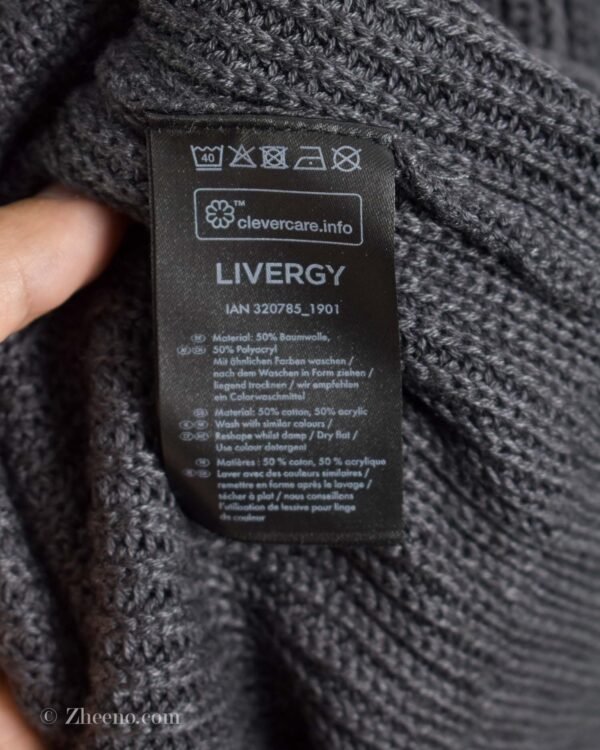 40
™
clevercare.info
LIVERGY
IAN 320785_1901
Material: 50% Baumwolle,
50% Polyacryl
Mit ähnlichen Farben waschen /
nach dem Waschen in Form ziehen /
liegend trocknen / wir empfehlen
ein Colorwaschmittel
Material: 50% cotton, 50% acrylic
Wash with similar colours /
Reshape whilst damp / Dry flat /
Use colour detergent
Matières : 50 % coton, 50 % acrylique
Laver avec des couleurs similaires /
remettre en forme après le lavage /
sécher à plat / nous conseillons
l'utilisation de lessive pour linge
de couleur
© Zheeno.com